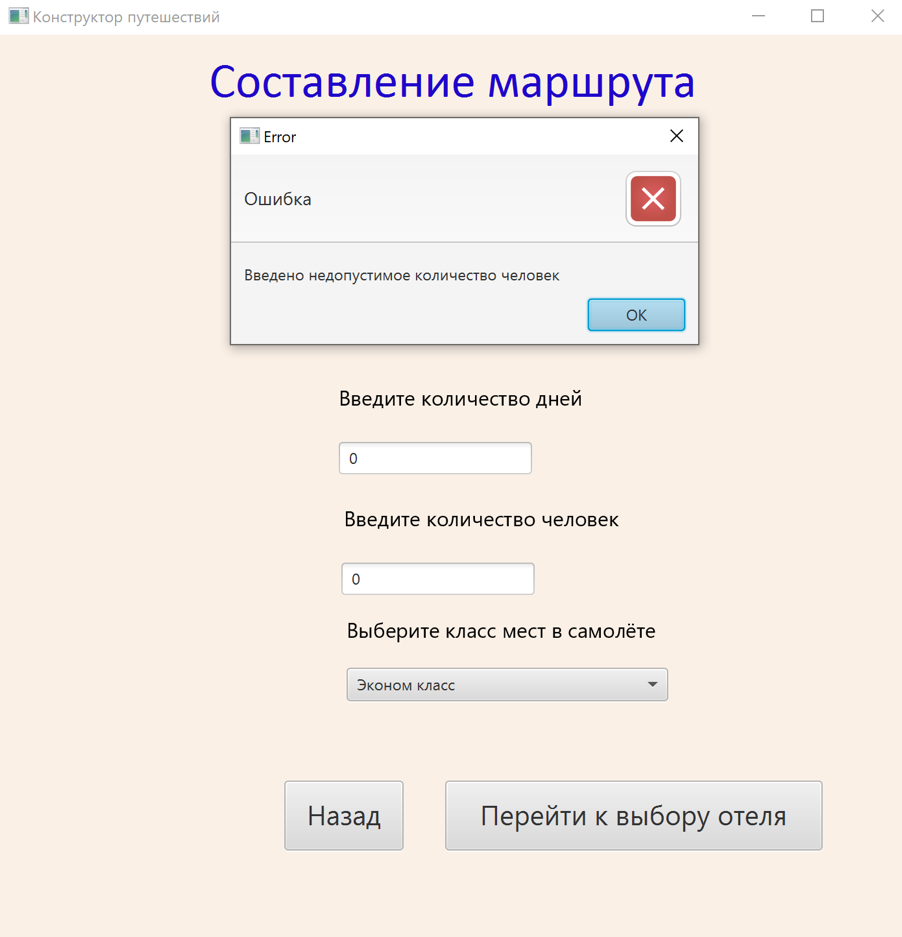 Конструктор путешествий
Составление маршрута
Error
Ошибка
Введено недопустимое количество человек
OK
Введите количество дней
0
Введите количество человек
0
Выберите класс мест в самолёте
Эконом класс
Назад
Перейти к выбору отеля